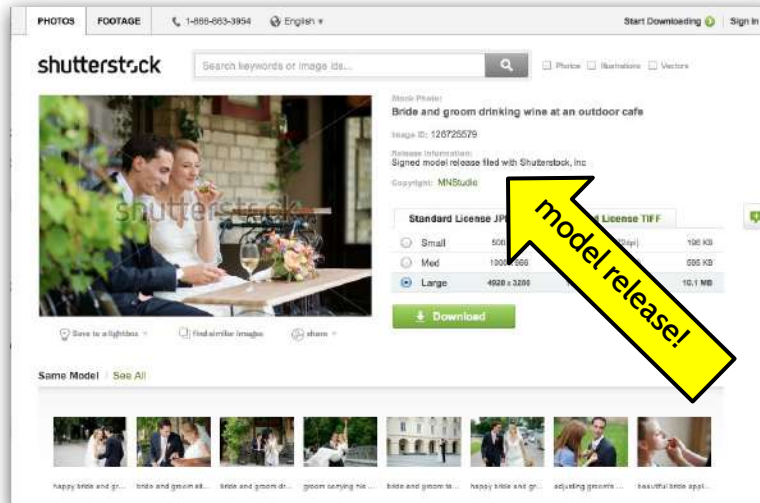 PHOTOS FOOTAGE 1-866-663-3954 English Start Downloading Sign in
shutterstock Search keywords or image ids... Photos Illustrations Vectors
Stock Photo:
Bride and groom drinking wine at an outdoor cafe
Image ID: 126725579
Release Information:
Signed model release filed with Shutterstock, Inc
Copyright: MNStudio
shutterstock
Standard License JP License TIFF
Small 500 196 KB
Med 1000 x 666 595 KB
Large 4928 x 3280 10.1 MB
Download
model release!
Save to a lightbox find similar images share
Same Model See All
happy bride and gr... bride and groom si... bride and groom dr... groom carrying his ... bride and groom ta... happy bride and gr... adjusting groom's ... beautiful bride appl...